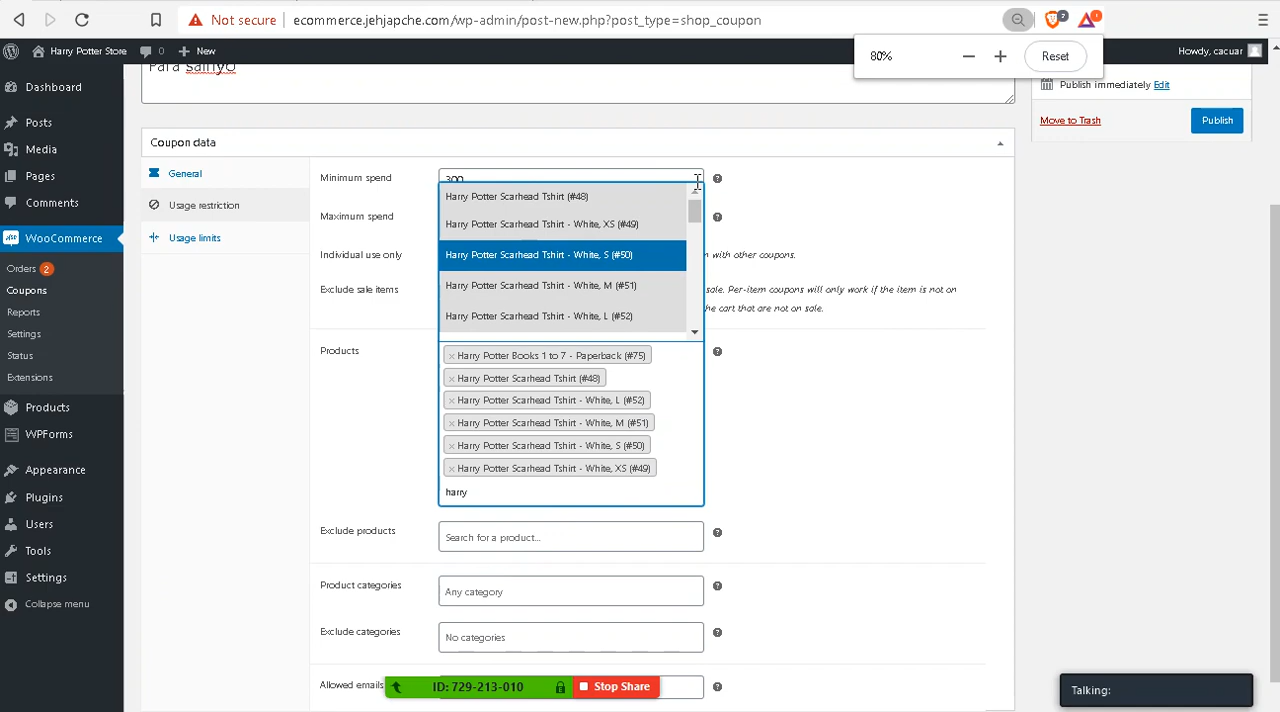 Not secure
ecommerce.jehjapche.com/wp-admin/post-new.php?post_type=shop_coupon
2
1
80%
Reset
Harry Potter Store
0
New
Howdy, cacuar
Para Sanyo
Publish immediately Edit
Move to Trash
Publish
Dashboard
Posts
Media
Pages
Comments
WooCommerce
Orders 2
Coupons
Reports
Settings
Status
Extensions
Products
WPForms
Appearance
Plugins
Users
Tools
Settings
Collapse menu
Coupon data
General
Usage restriction
Usage limits
Minimum spend
300
Maximum spend
Individual use only
n with other coupons.
Exclude sale items
sale. Per-item coupons will only work if the item is not on
the cart that are not on sale.
Harry Potter Scarhead Tshirt (#48)
Harry Potter Scarhead Tshirt - White, XS (#49)
Harry Potter Scarhead Tshirt - White, S (#50)
Harry Potter Scarhead Tshirt - White, M (#51)
Harry Potter Scarhead Tshirt - White, L (#52)
Products
× Harry Potter Books 1 to 7 - Paperback (#75)
× Harry Potter Scarhead Tshirt (#48)
× Harry Potter Scarhead Tshirt - White, L (#52)
× Harry Potter Scarhead Tshirt - White, M (#51)
× Harry Potter Scarhead Tshirt - White, S (#50)
× Harry Potter Scarhead Tshirt - White, XS (#49)
harry
Exclude products
Search for a product...
Product categories
Any category
Exclude categories
No categories
Allowed emails
ID: 729-213-010
Stop Share
Talking: